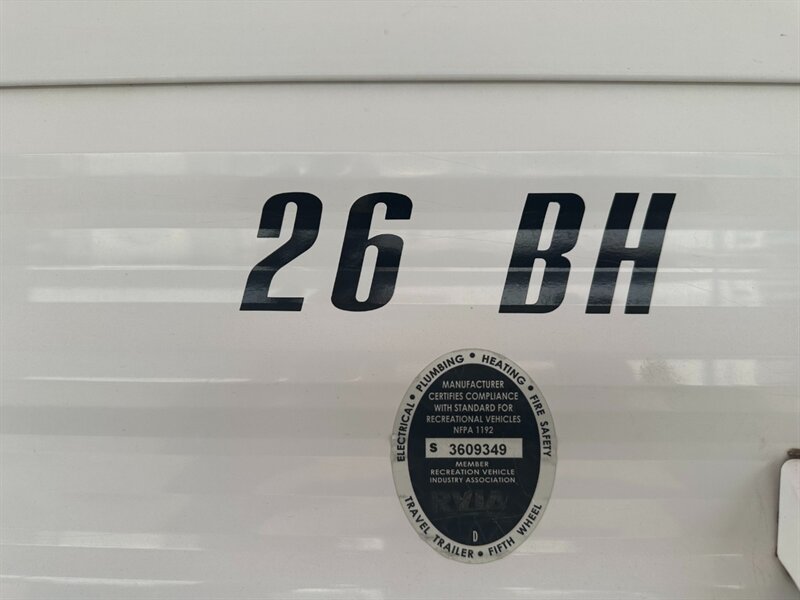 26 BH
ELECTRICAL • PLUMBING • HEATING • FIRE SAFETY
MANUFACTURER
CERTIFIES COMPLIANCE
WITH STANDARD FOR
RECREATIONAL VEHICLES
NFPA 1192
S 3609349
MEMBER
RECREATION VEHICLE
INDUSTRY ASSOCIATION
RVIA
D
TRAVEL TRAILER • FIFTH WHEEL